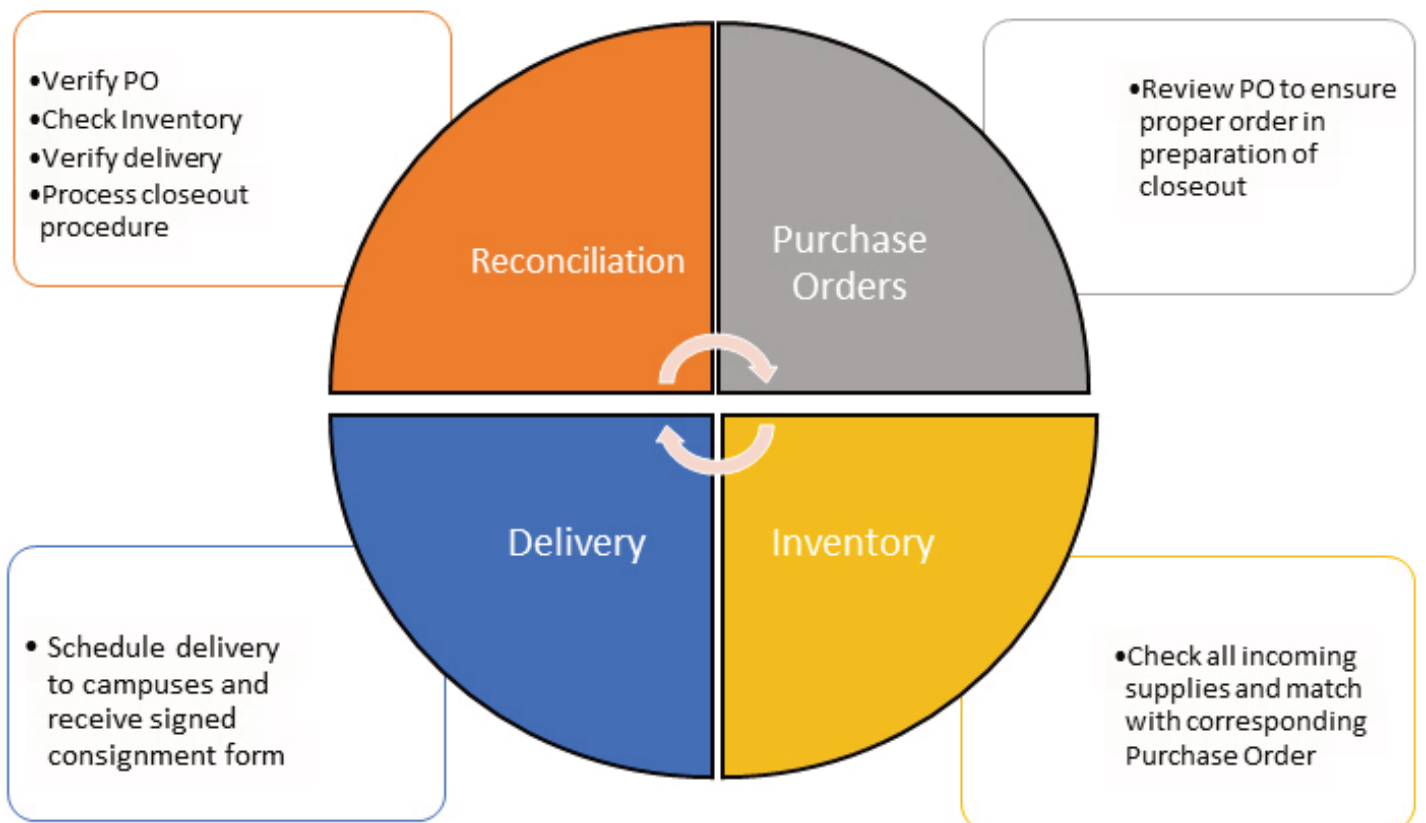 •Verify PO
•Check Inventory
•Verify delivery
•Process closeout
procedure
Reconciliation
Purchase
Orders
•Review PO to ensure
proper order in
preparation of
closeout
Delivery
Inventory
• Schedule delivery
to campuses and
receive signed
consignment form
•Check all incoming
supplies and match
with corresponding
Purchase Order